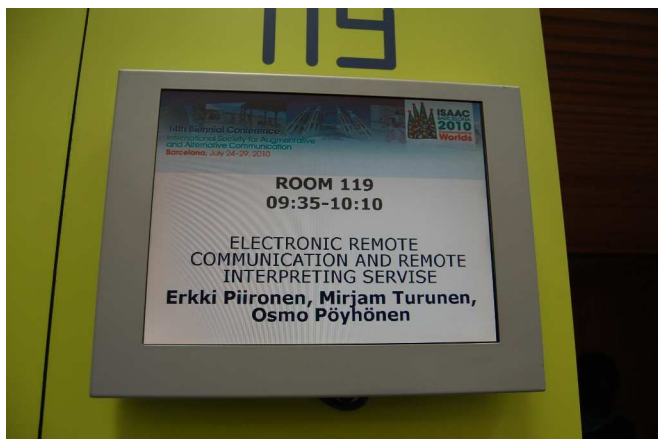 119
14th Biennial Conference
International Society for Augmentative
and Alternative Communication
Barcelona, July 24-29, 2010
ISAAC
2010
Worlds
ROOM 119
09:35-10:10
ELECTRONIC REMOTE
COMMUNICATION AND REMOTE
INTERPRETING SERVISE
Erkki Piironen, Mirjam Turunen,
Osmo Pöyhönen